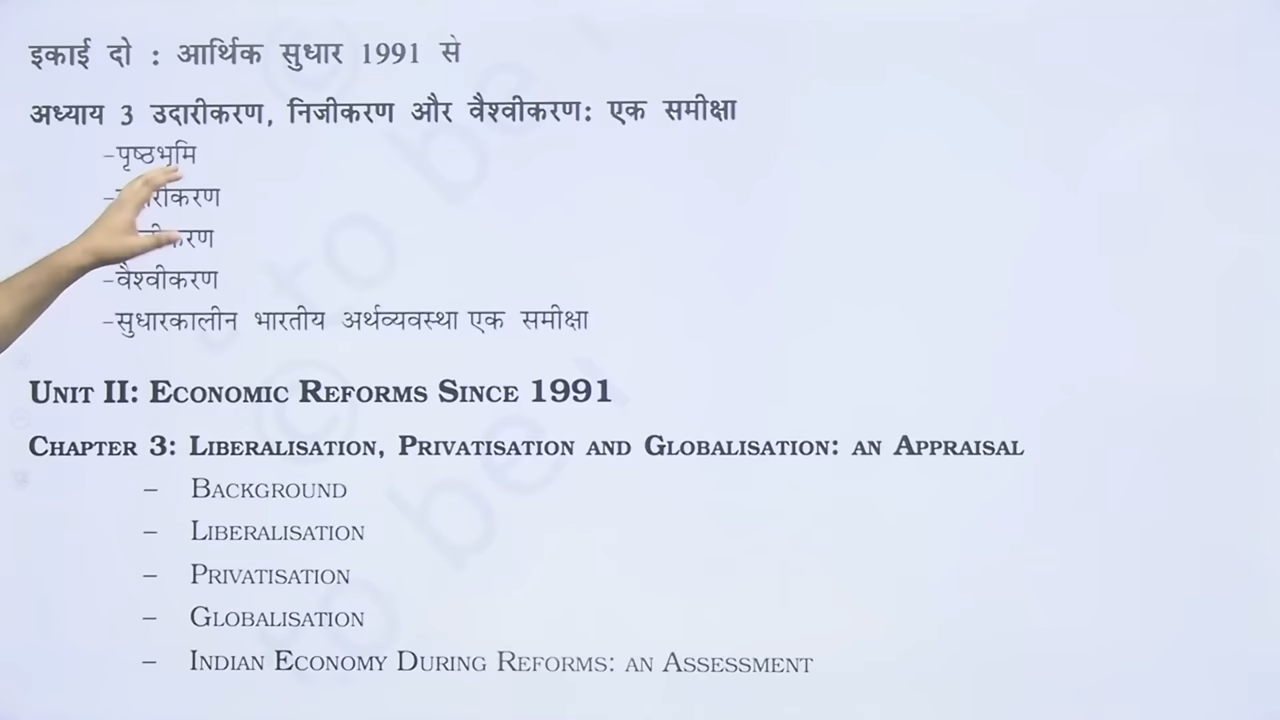 इकाई दो : आर्थिक सुधार 1991 से
अध्याय 3 उदारीकरण, निजीकरण और वैश्वीकरण: एक समीक्षा
-पृष्ठभूमि
-वैश्वीकरण
-सुधारकालीन भारतीय अर्थव्यवस्था एक समीक्षा
UNIT II: ECONOMIC REFORMS SINCE 1991
CHAPTER 3: LIBERALISATION, PRIVATISATION AND GLOBALISATION: AN APPRAISAL
– BACKGROUND
– LIBERALISATION
– PRIVATISATION
– GLOBALISATION
– INDIAN ECONOMY DURING REFORMS: AN ASSESSMENT